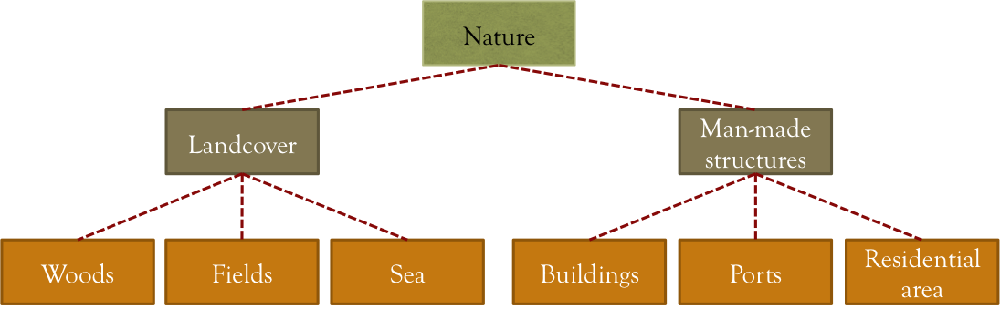 Nature
Landcover
Man-made
structures
Woods
Fields
Sea
Buildings
Ports
Residential
area